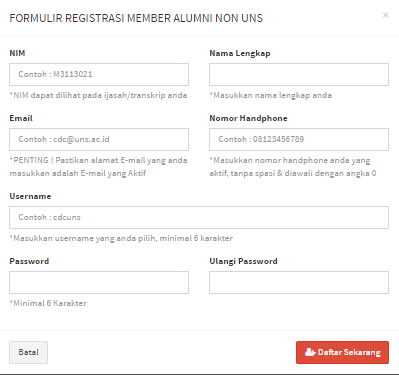 FORMULIR REGISTRASI MEMBER ALUMNI NON UNS ×
NIM
Contoh : M3113021
*NIM dapat dilihat pada ijasah/transkrip anda
Nama Lengkap
*Masukkan nama lengkap anda
Email
Contoh : cdc@uns.ac.id
*PENTING ! Pastikan alamat E-mail yang anda
masukkan adalah E-mail yang Aktif
Nomor Handphone
Contoh : 08123456789
*Masukkan nomor handphone anda yang
aktif, tanpa spasi & diawali dengan angka 0
Username
Contoh : cdcuns
*Masukkan username yang anda pilih, minimal 6 karakter
Password
*Minimal 6 Karakter
Ulangi Password
Batal
Daftar Sekarang